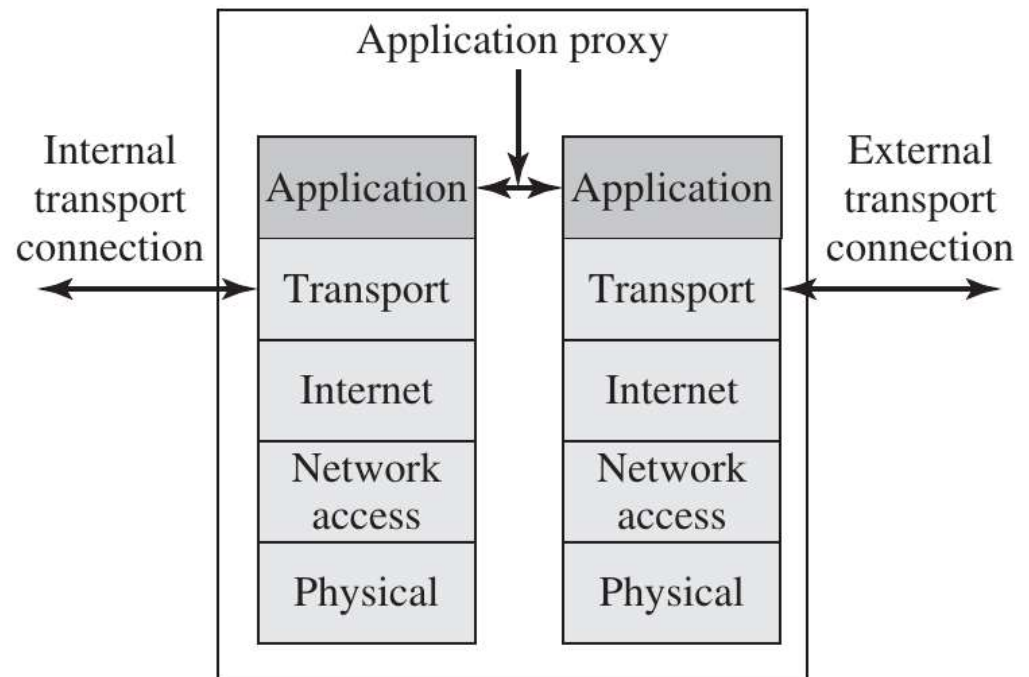 Application proxy
Internal
transport
connection
Application
Transport
Internet
Network
access
Physical
Application
Transport
Internet
Network
access
Physical
External
transport
connection